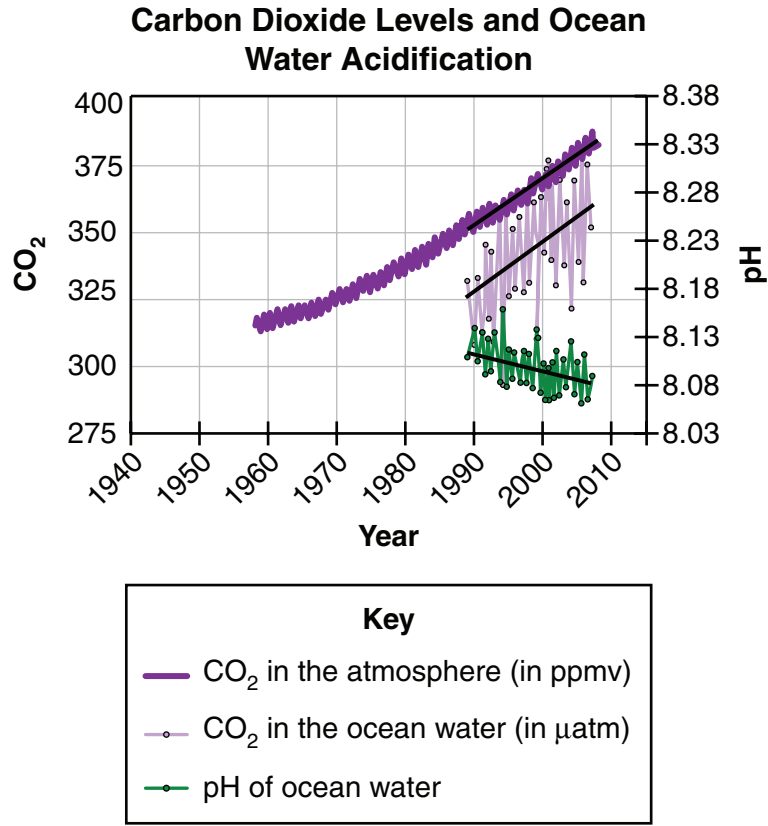 Carbon Dioxide Levels and Ocean
Water Acidification
CO2
400
375
350
325
300
275
pH
8.38
8.33
8.28
8.23
8.18
8.13
8.08
8.03
1940
1950
1960
1970
1980
1990
2000
2010
Year
Key
CO2 in the atmosphere (in ppmv)
CO2 in the ocean water (in μatm)
pH of ocean water